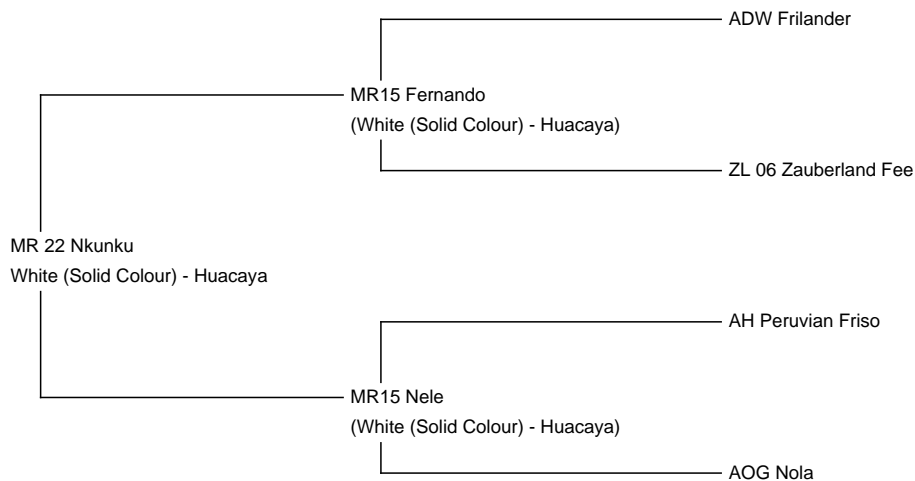 ADW Frilander
MR15 Fernando
(White (Solid Colour) - Huacaya)
ZL 06 Zauberland Fee
MR 22 Nkunku
White (Solid Colour) - Huacaya
AH Peruvian Friso
MR15 Nele
(White (Solid Colour) - Huacaya)
AOG Nola